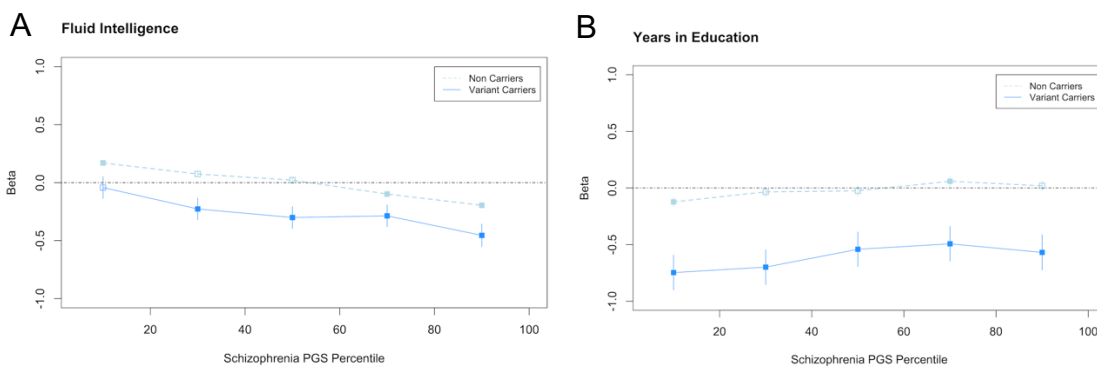 A
Fluid Intelligence
1.0
0.5
0.0
-0.5
-1.0
Beta
Non Carriers
Variant Carriers
20
40
60
80
100
Schizophrenia PGS Percentile
B
Years in Education
1.0
0.5
0.0
-0.5
-1.0
Beta
Non Carriers
Variant Carriers
20
40
60
80
100
Schizophrenia PGS Percentile